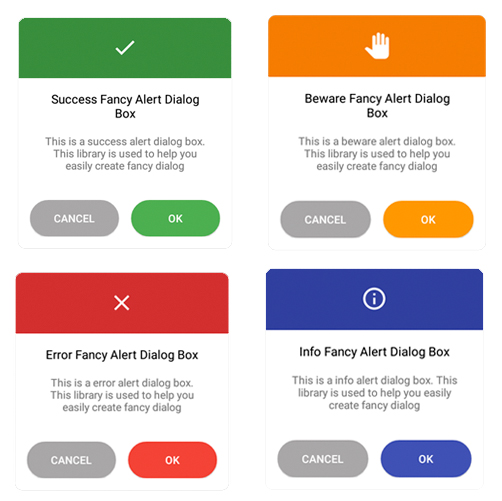 Success Fancy Alert Dialog
Box
This is a success alert dialog box.
This library is used to help you
easily create fancy dialog
CANCEL
OK
Beware Fancy Alert Dialog
Box
This is a beware alert dialog box.
This library is used to help you
easily create fancy dialog
CANCEL
OK
Error Fancy Alert Dialog Box
This is a error alert dialog box.
This library is used to help you
easily create fancy dialog
CANCEL
OK
Info Fancy Alert Dialog Box
This is a info alert dialog box. This
library is used to help you easily
create fancy dialog
CANCEL
OK